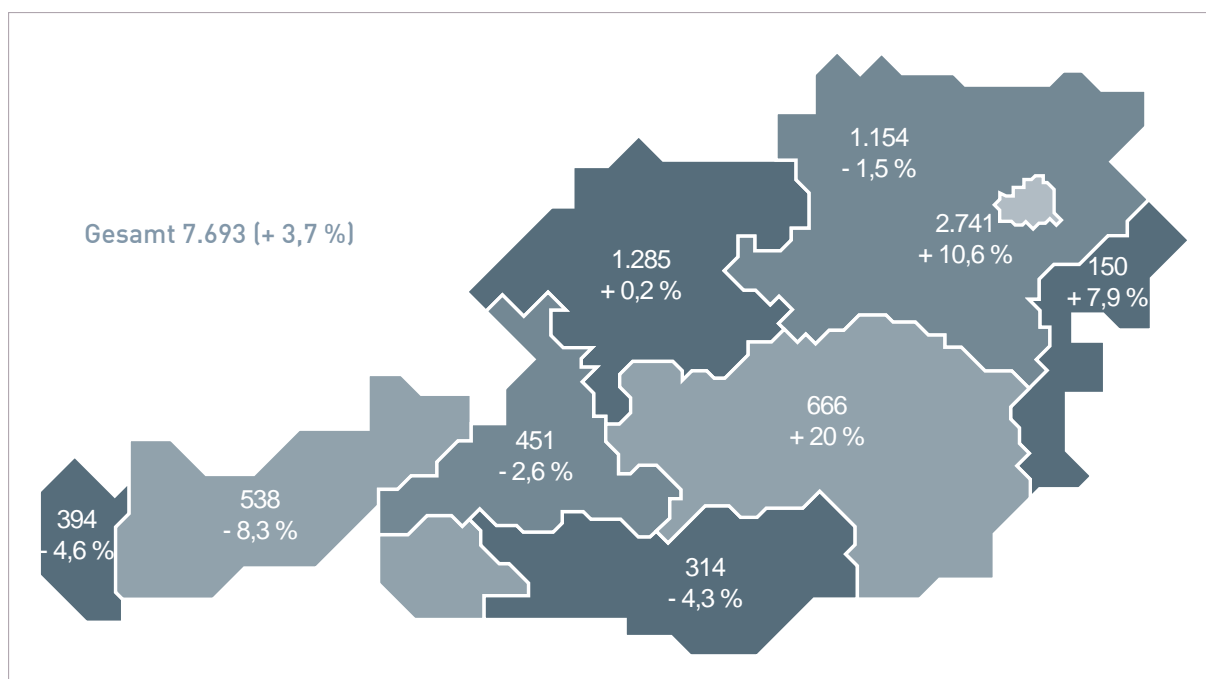 1.154
- 1,5 %
Gesamt 7.693 (+ 3,7 %)
2.741
+ 10,6 %
1.285
+ 0,2 %
150
+ 7,9 %
666
+ 20 %
451
- 2,6 %
538
- 8,3 %
394
- 4,6 %
314
- 4,3 %